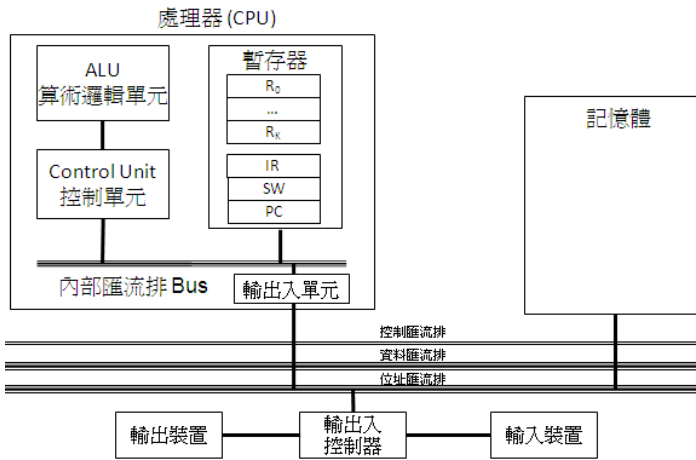 處理器 (CPU)
ALU
算術邏輯單元
Control Unit
控制單元
暫存器
R0
...
RK
IR
SW
PC
內部匯流排 Bus
輸出入單元
記憶體
控制匯流排
資料匯流排
位址匯流排
輸出裝置
輸出入
控制器
輸入裝置